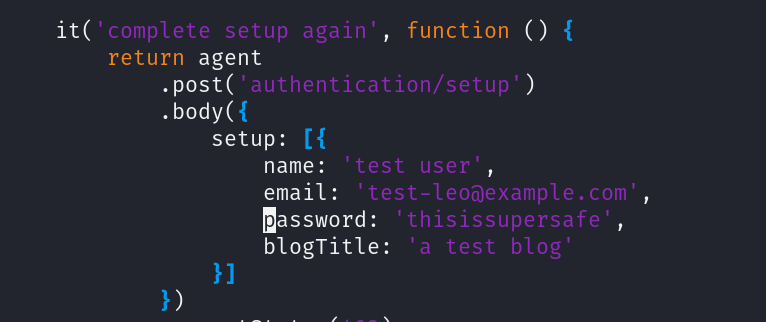 it('complete setup again', function () {
return agent
.post('authentication/setup')
.body({
setup: [{
name: 'test user',
email: 'test-leo@example.com',
password: 'thisissupersafe',
blogTitle: 'a test blog'
}]
})